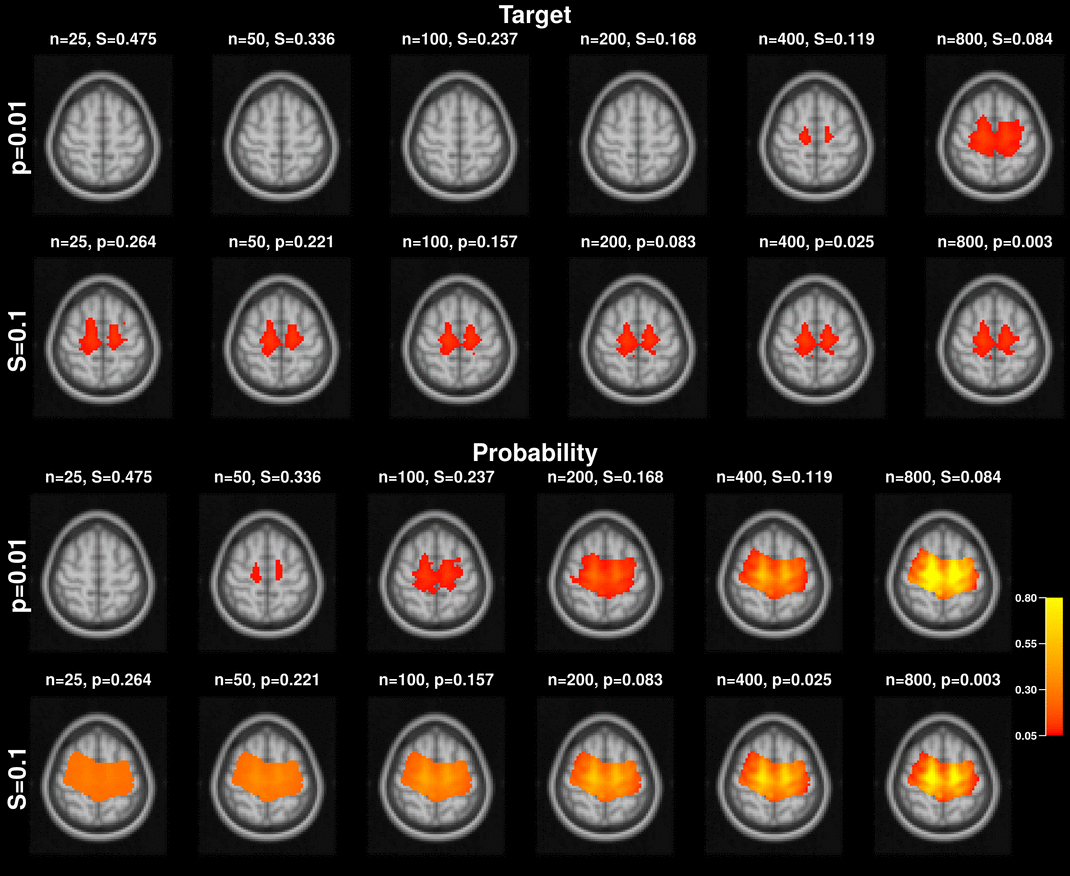 Target
n=25, S=0.475 n=50, S=0.336 n=100, S=0.237 n=200, S=0.168 n=400, S=0.119 n=800, S=0.084
p=0.01
n=25, p=0.264 n=50, p=0.221 n=100, p=0.157 n=200, p=0.083 n=400, p=0.025 n=800, p=0.003
S=0.1
Probability
n=25, S=0.475 n=50, S=0.336 n=100, S=0.237 n=200, S=0.168 n=400, S=0.119 n=800, S=0.084
p=0.01
0.80
0.55
n=25, p=0.264 n=50, p=0.221 n=100, p=0.157 n=200, p=0.083 n=400, p=0.025 n=800, p=0.003
0.30
0.05
S=0.1